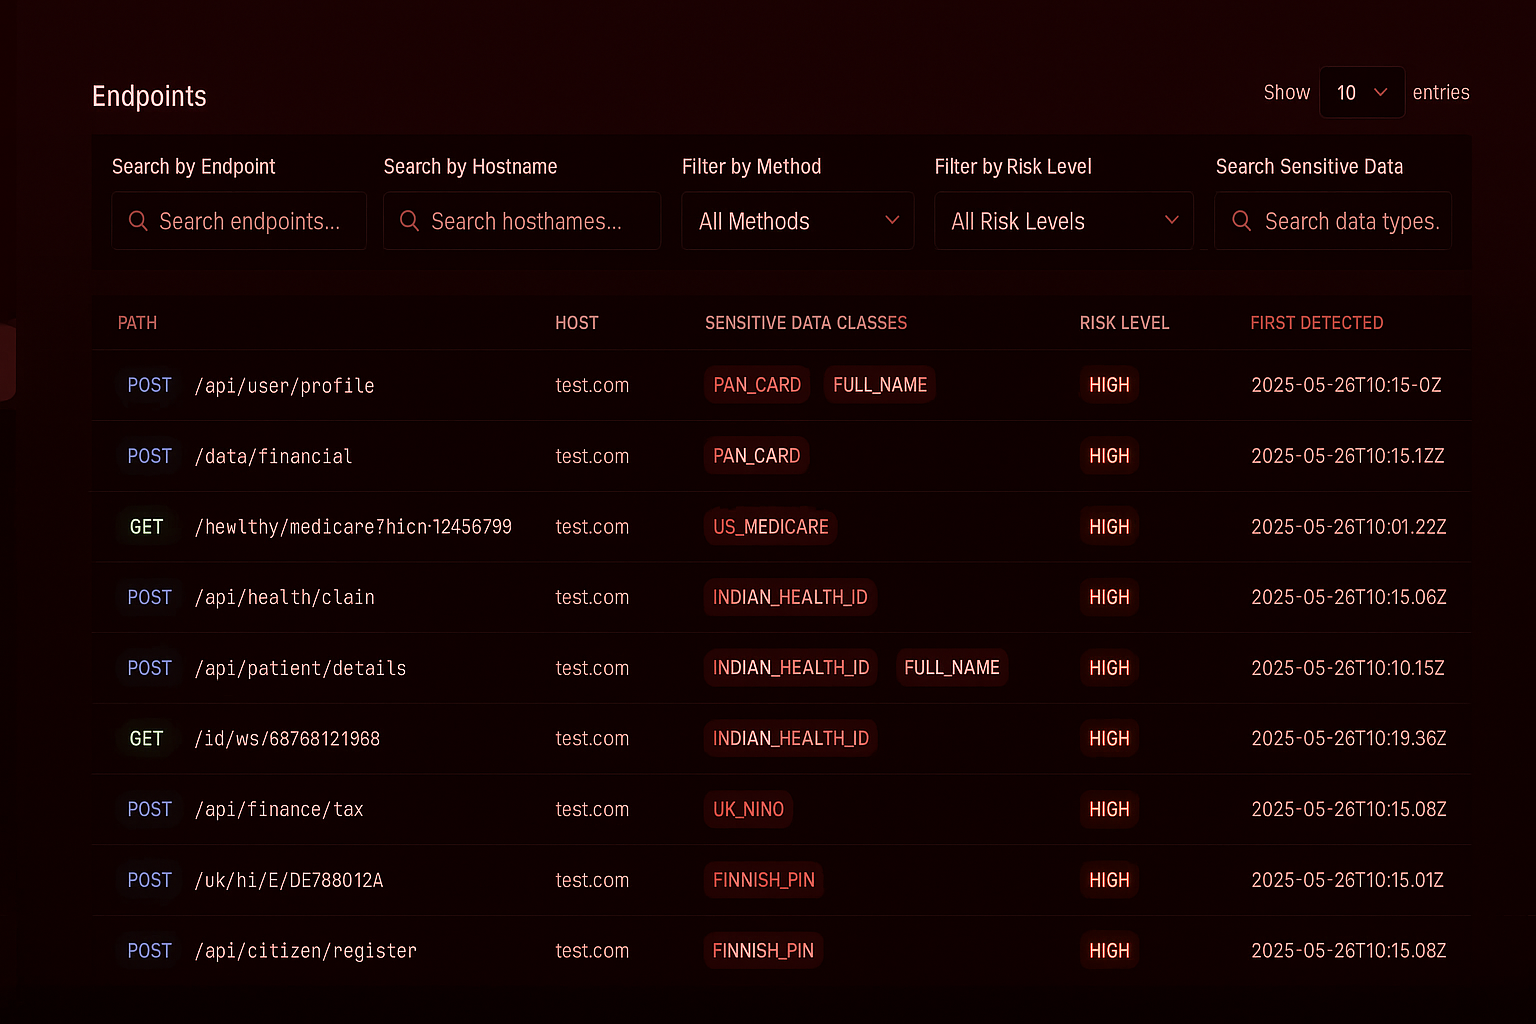 Endpoints
Show 10 entries
Search by Endpoint Search by Hostname Filter by Method Filter by Risk Level Search Sensitive Data
Search endpoints... Search hosthames... All Methods All Risk Levels Search data types.
PATH HOST SENSITIVE DATA CLASSES RISK LEVEL FIRST DETECTED
POST /api/user/profile test.com PAN_CARD FULL_NAME HIGH 2025-05-26T10:15-0Z
POST /data/financial test.com PAN_CARD HIGH 2025-05-26T10:15.1ZZ
GET /hewlthy/medicare?hicn·12456799 test.com US_MEDICARE HIGH 2025-05-26T10:01.22Z
POST /api/health/clain test.com INDIAN_HEALTH_ID HIGH 2025-05-26T10:15.06Z
POST /api/patient/details test.com INDIAN_HEALTH_ID FULL_NAME HIGH 2025-05-26T10:10.15Z
GET /id/ws/68768121968 test.com INDIAN_HEALTH_ID HIGH 2025-05-26T10:19.36Z
POST /api/finance/tax test.com UK_NINO HIGH 2025-05-26T10:15.08Z
POST /uk/hi/E/DE788012A test.com FINNISH_PIN HIGH 2025-05-26T10:15.01Z
POST /api/citizen/register test.com FINNISH_PIN HIGH 2025-05-26T10:15.08Z